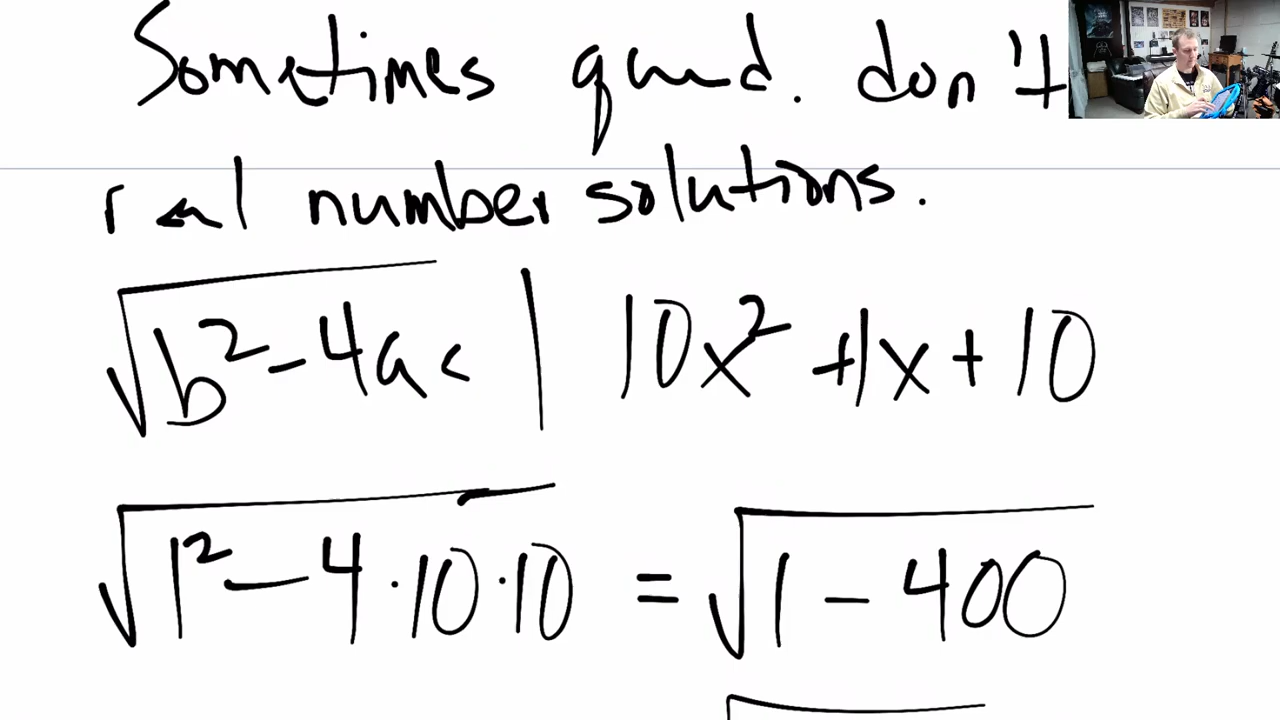 Sometimes quad. don't
real number solutions.
√b² - 4ac | 10x² + 1x + 10
√1² - 4 · 10 · 10 = √1 - 400